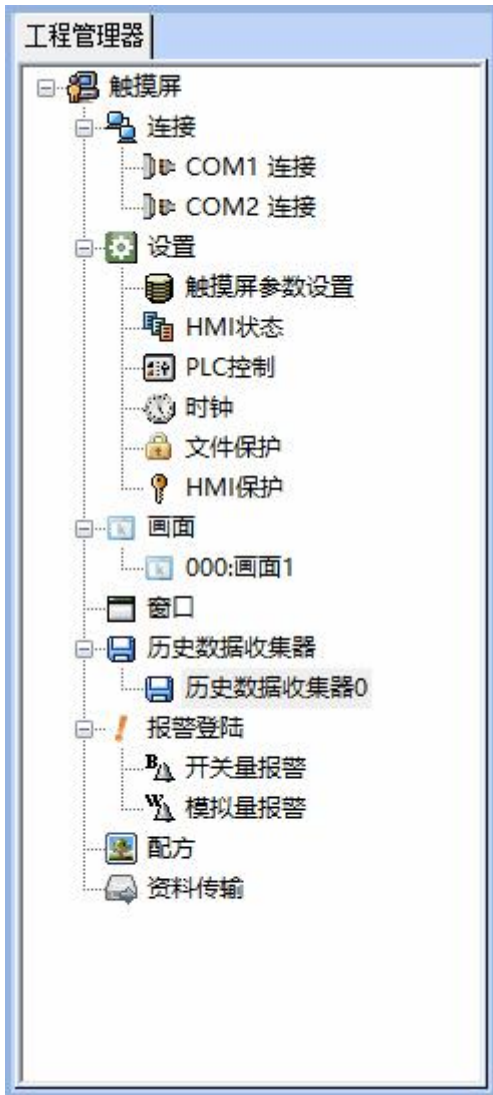 工程管理器
触摸屏
连接
COM1 连接
COM2 连接
设置
触摸屏参数设置
HMI状态
PLC控制
时钟
文件保护
HMI保护
画面
000:画面1
窗口
历史数据收集器
历史数据收集器0
报警登陆
开关量报警
模拟量报警
配方
资料传输